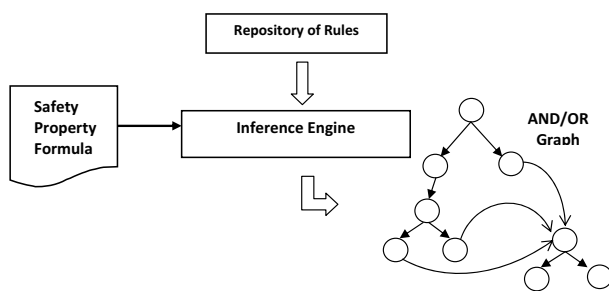 Repository of Rules
Safety
Property
Formula
Inference Engine
AND/OR
Graph